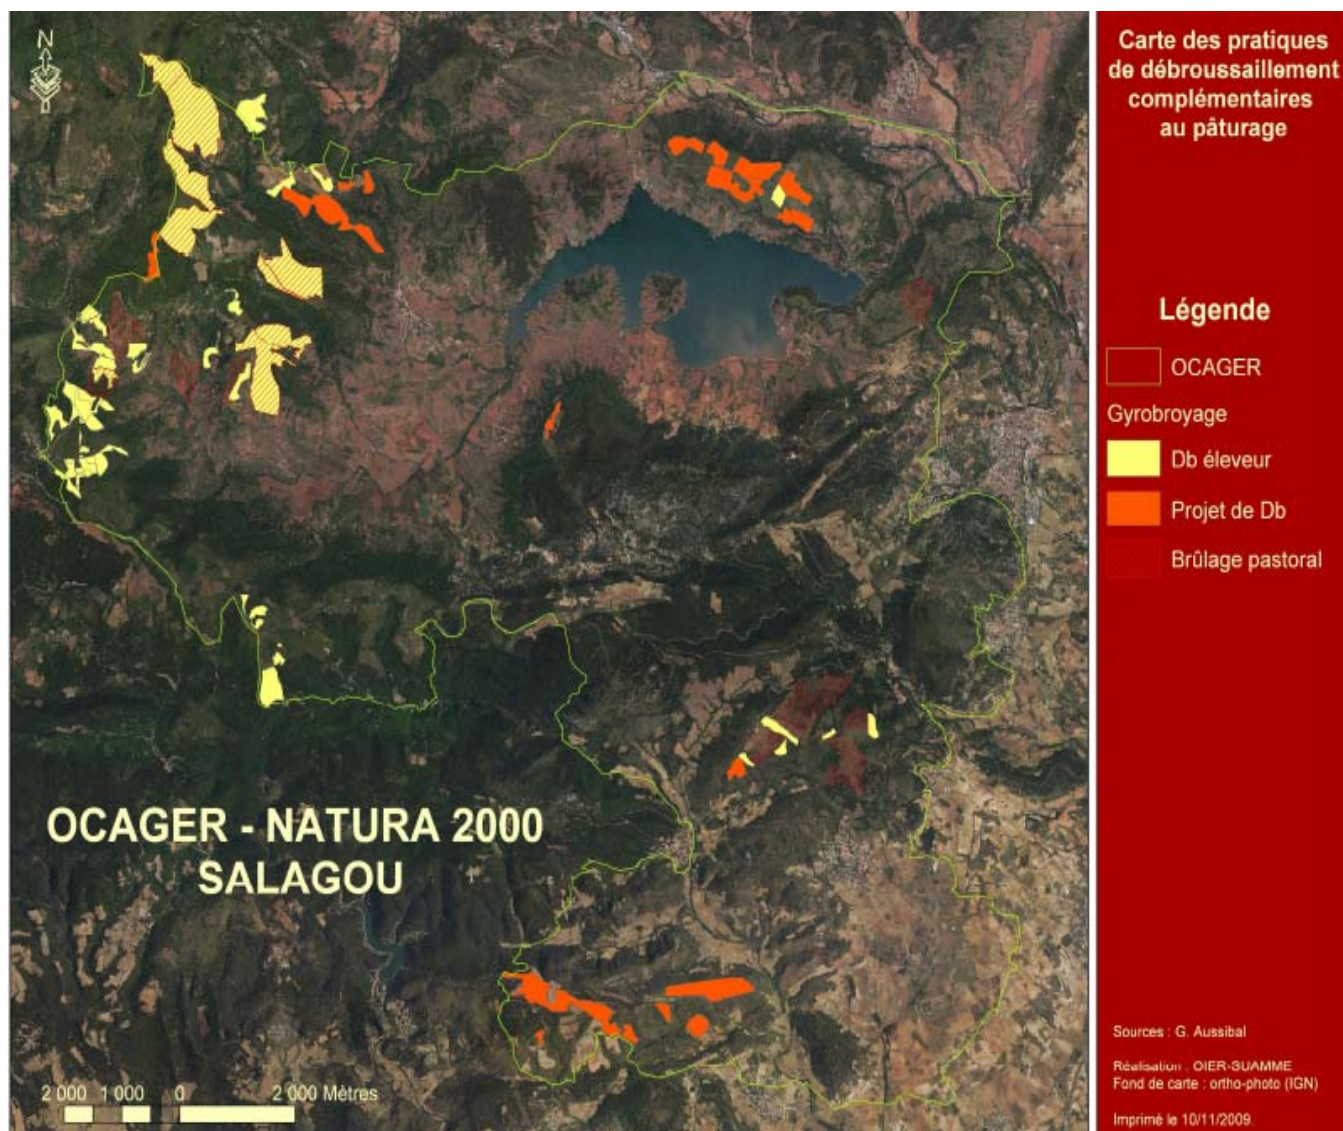 N
Carte des pratiques
de débroussaillement
complémentaires
au pâturage
Légende
OCAGER
Gyrobroyage
Db éleveur
Projet de Db
Brûlage pastoral
OCAGER - NATURA 2000
SALAGOU
2 000 1 000 0 2 000 Mètres
Sources : G. Aussibal
Réalisation : OIER-SUAMME
Fond de carte : ortho-photo (IGN)
Imprimé le 10/11/2009.